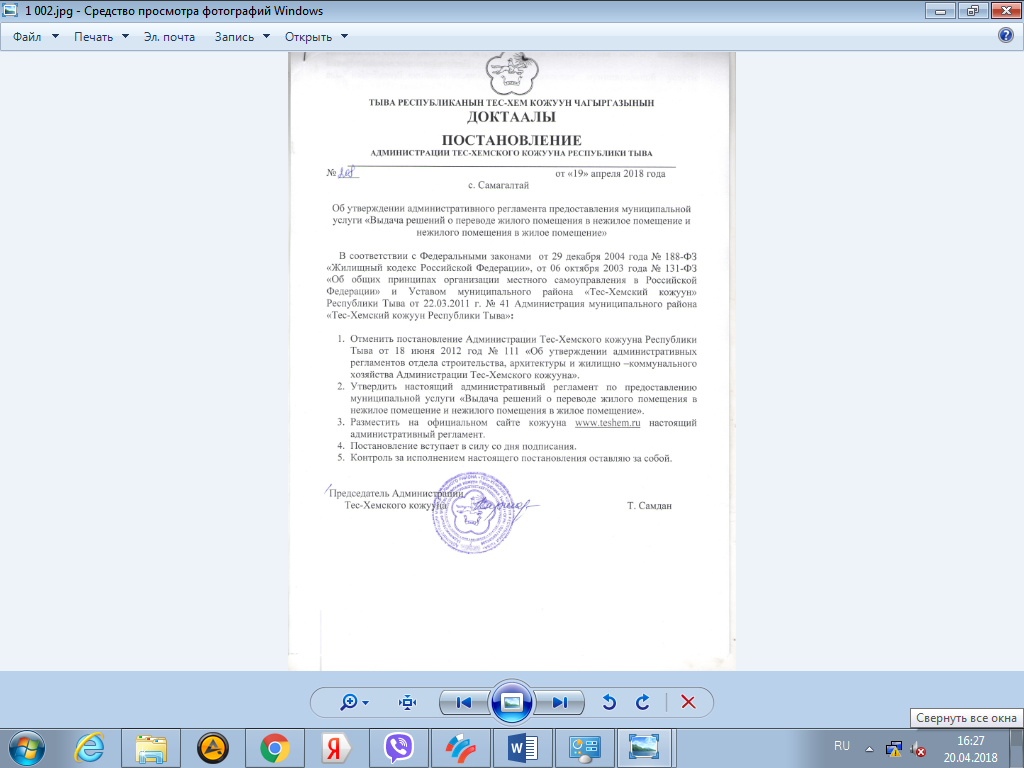 1 002.jpg - Средство просмотра фотографий Windows
Файл Печать Эл. почта Запись Открыть
ТЫВА РЕСПУБЛИКАНЫН ТЕС-ХЕМ КОЖУУН ЧАГЫРГАЗЫНЫН
ДОКТААЛЫ
ПОСТАНОВЛЕНИЕ
АДМИНИСТРАЦИИ ТЕС-ХЕМСКОГО КОЖУУНА РЕСПУБЛИКИ ТЫВА
№ от «19» апреля 2018 года
с. Самагалтай
Об утверждении административного регламента предоставления муниципальной
услуги «Выдача решений о переводе жилого помещения в нежилое помещение и
нежилого помещения в жилое помещение»
В соответствии с Федеральными законами от 29 декабря 2004 года № 188-ФЗ
«Жилищный кодекс Российской Федерации», от 06 октября 2003 года № 131-ФЗ
«Об общих принципах организации местного самоуправления в Российской
Федерации» и Уставом муниципального района «Тес-Хемский кожуун»
Республики Тыва от 22.03.2011 г. № 41 Администрация муниципального района
«Тес-Хемский кожуун Республики Тыва»:
1. Отменить постановление Администрации Тес-Хемского кожууна Республики
Тыва от 18 июня 2012 год № 111 «Об утверждении административных
регламентов отдела строительства, архитектуры и жилищно –коммунального
хозяйства Администрации Тес-Хемского кожууна».
2. Утвердить настоящий административный регламент по предоставлению
муниципальной услуги «Выдача решений о переводе жилого помещения в
нежилое помещение и нежилого помещения в жилое помещение».
3. Разместить на официальном сайте кожууна www.teshem.ru настоящий
административный регламент.
4. Постановление вступает в силу со дня подписания.
5. Контроль за исполнением настоящего постановления оставляю за собой.
Председатель Администрации
Тес-Хемского кожууна Т. Самдан
Свернуть все окна
RU 16:27
20.04.2018